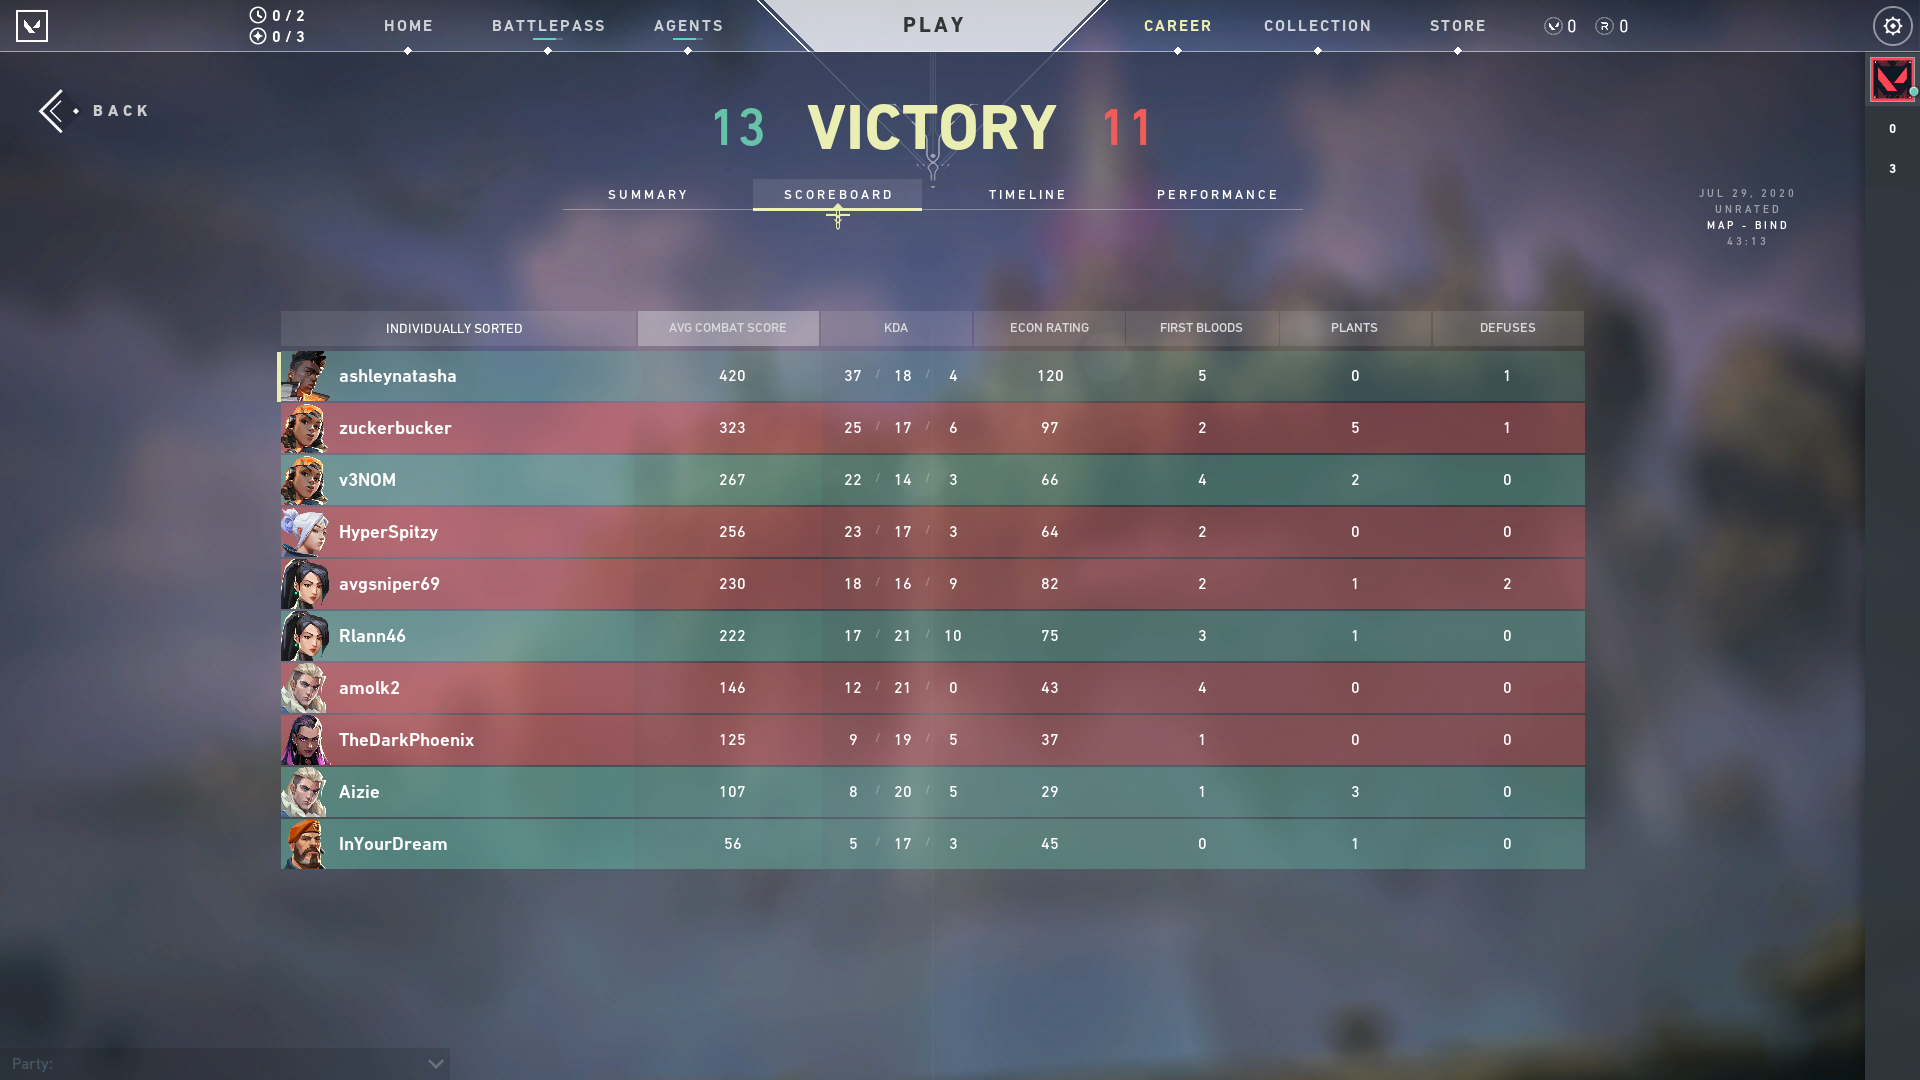 0 / 2
0 / 3
HOME
BATTLEPASS
AGENTS
PLAY
CAREER
COLLECTION
STORE
0
R 0
BACK
13 VICTORY 11
0
3
SUMMARY SCOREBOARD TIMELINE PERFORMANCE
JUL 29, 2020
UNRATED
MAP - BIND
43:13
INDIVIDUALLY SORTED AVG COMBAT SCORE KDA ECON RATING FIRST BLOODS PLANTS DEFUSES
ashleynatasha 420 37 / 18 / 4 120 5 0 1
zuckerbucker 323 25 / 17 / 6 97 2 5 1
v3NOM 267 22 / 14 / 3 66 4 2 0
HyperSpitzy 256 23 / 17 / 3 64 2 0 0
avgsniper69 230 18 / 16 / 9 82 2 1 2
Rlann46 222 17 / 21 / 10 75 3 1 0
amolk2 146 12 / 21 / 0 43 4 0 0
TheDarkPhoenix 125 9 / 19 / 5 37 1 0 0
Aizie 107 8 / 20 / 5 29 1 3 0
InYourDream 56 5 / 17 / 3 45 0 1 0
Party: